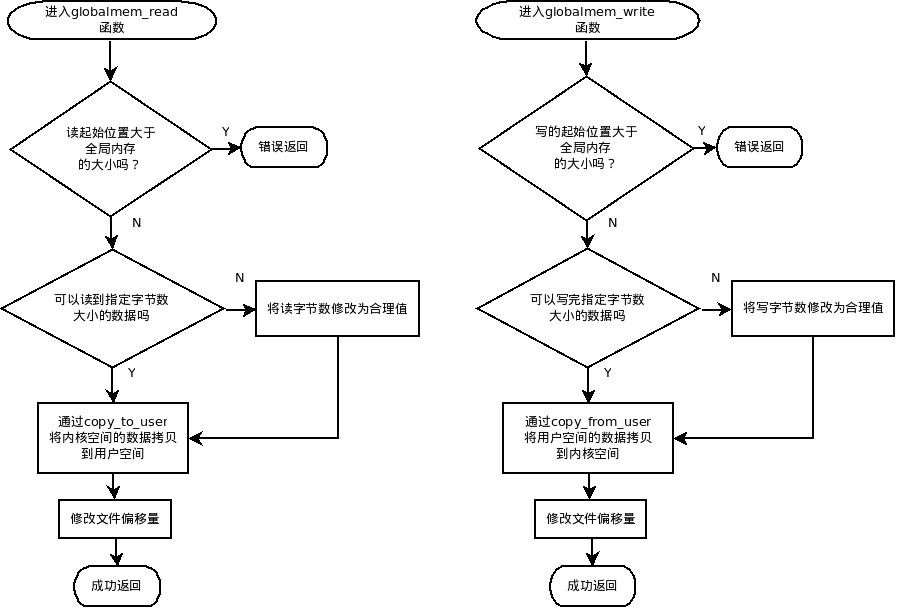 进入globalmem_read
函数
读起始位置大于
全局内存
的大小吗？
Y
错误返回
N
可以读到指定字节数
大小的数据吗
N
将读字节数修改为合理值
Y
通过copy_to_user
将内核空间的数据拷贝
到用户空间
修改文件偏移量
成功返回
进入globalmem_write
函数
写的起始位置大于
全局内存
的大小吗？
Y
错误返回
N
可以写完指定字节数
大小的数据吗
N
将写字节数修改为合理值
Y
通过copy_from_user
将用户空间的数据拷贝
到内核空间
修改文件偏移量
成功返回